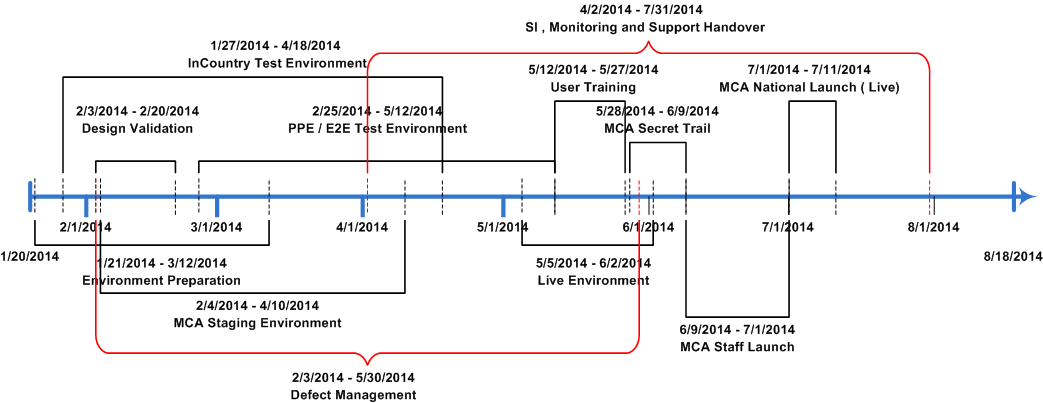 4/2/2014 - 7/31/2014
SI , Monitoring and Support Handover
1/27/2014 - 4/18/2014
InCountry Test Environment
5/12/2014 - 5/27/2014
User Training
7/1/2014 - 7/11/2014
MCA National Launch ( Live)
2/3/2014 - 2/20/2014
Design Validation
2/25/2014 - 5/12/2014
PPE / E2E Test Environment
5/28/2014 - 6/9/2014
MCA Secret Trail
2/1/2014
3/1/2014
4/1/2014
5/1/2014
6/1/2014
7/1/2014
8/1/2014
1/20/2014
8/18/2014
1/21/2014 - 3/12/2014
Environment Preparation
5/5/2014 - 6/2/2014
Live Environment
2/4/2014 - 4/10/2014
MCA Staging Environment
6/9/2014 - 7/1/2014
MCA Staff Launch
2/3/2014 - 5/30/2014
Defect Management